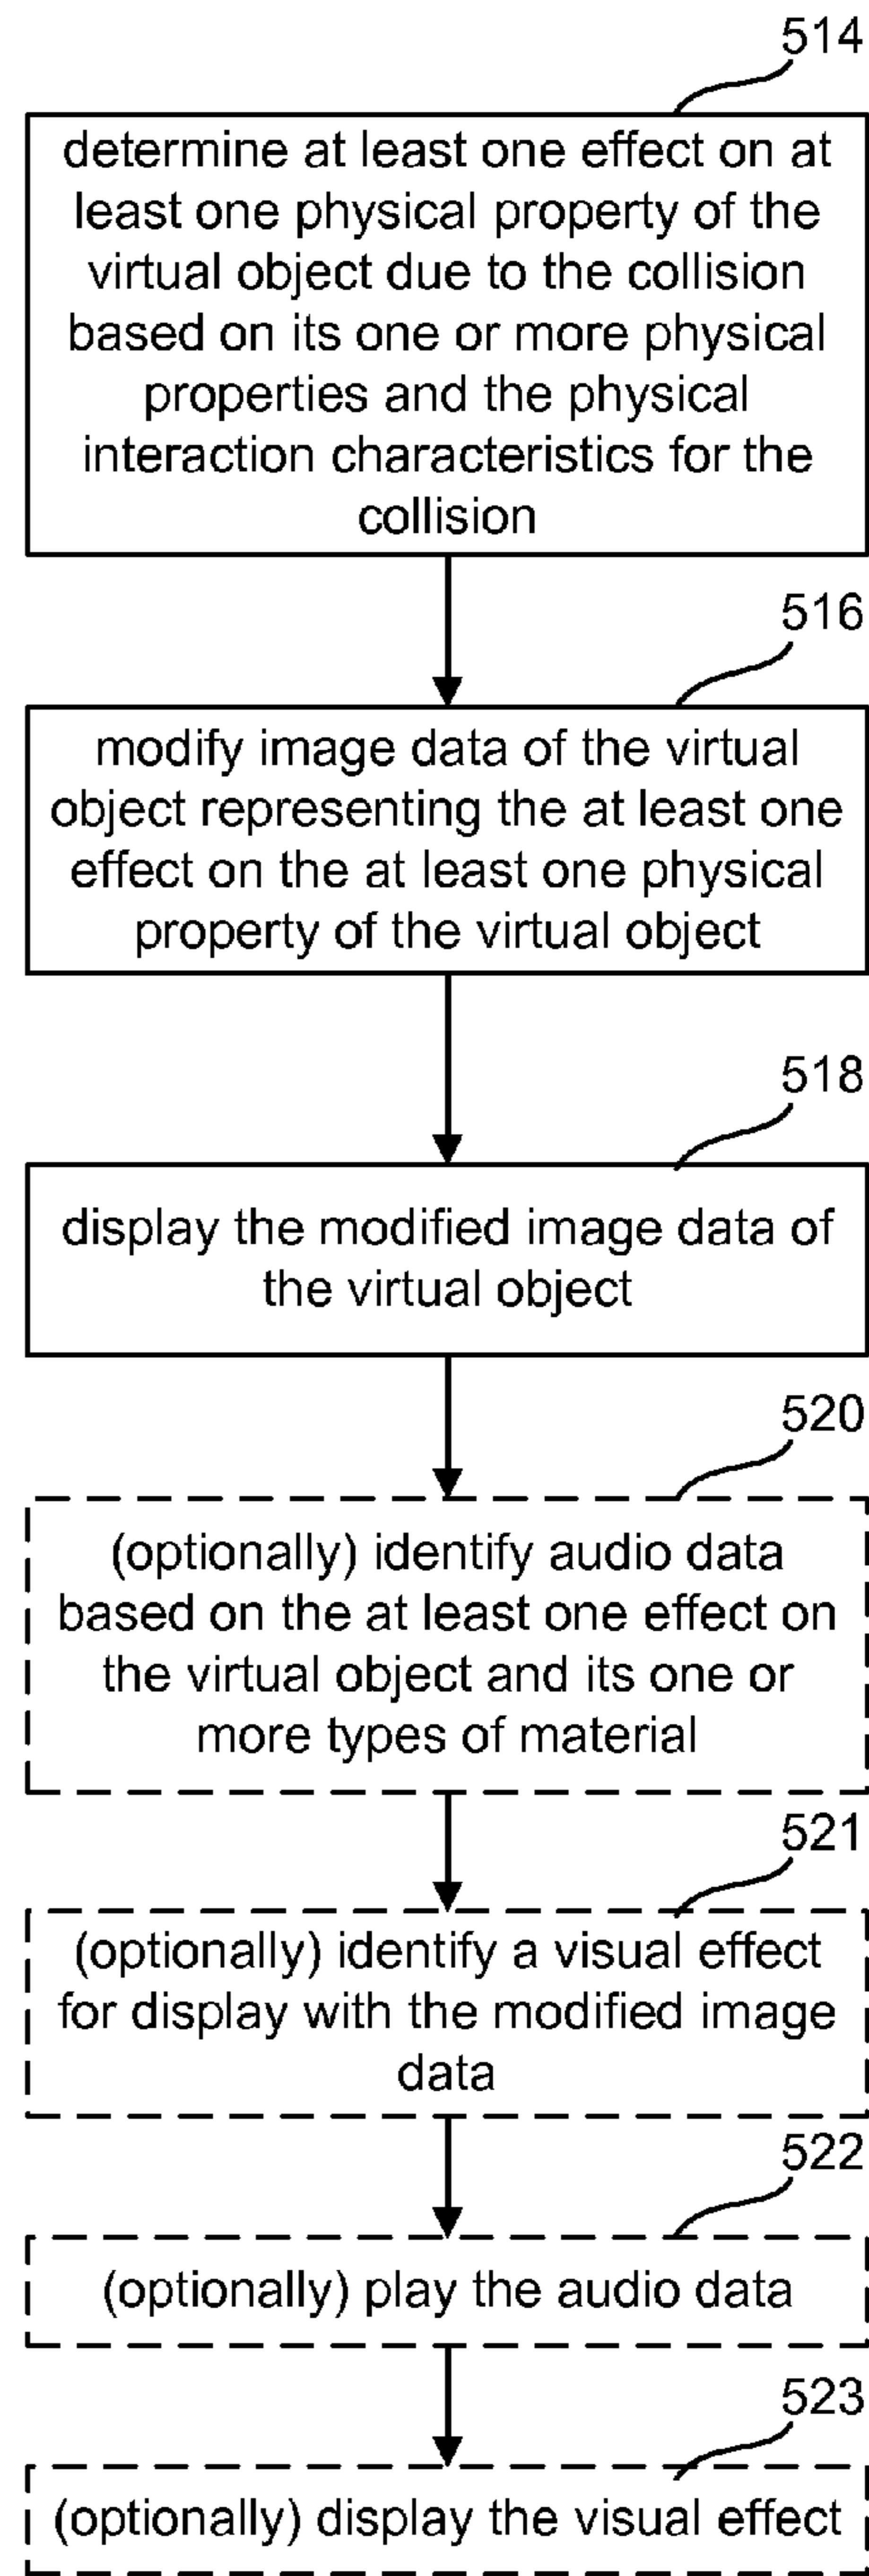 514
determine at least one effect on at
least one physical property of the
virtual object due to the collision
based on its one or more physical
properties and the physical
interaction characteristics for the
collision
516
modify image data of the virtual
object representing the at least one
effect on the at least one physical
property of the virtual object
518
display the modified image data of
the virtual object
520
(optionally) identify audio data
based on the at least one effect on
the virtual object and its one or
more types of material
521
(optionally) identify a visual effect
for display with the modified image
data
522
(optionally) play the audio data
523
(optionally) display the visual effect